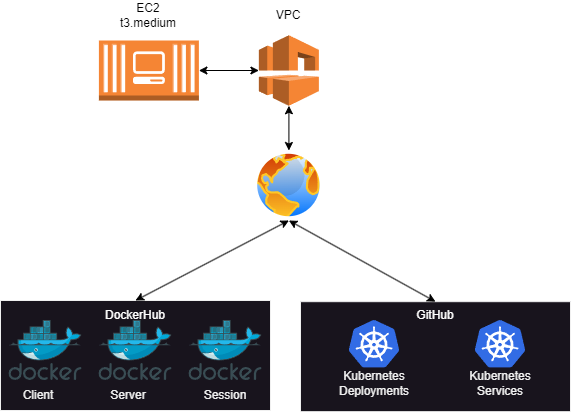 EC2
t3.medium
VPC
DockerHub
docker
docker
docker
Client
Server
Session
GitHub
Kubernetes
Deployments
Kubernetes
Services